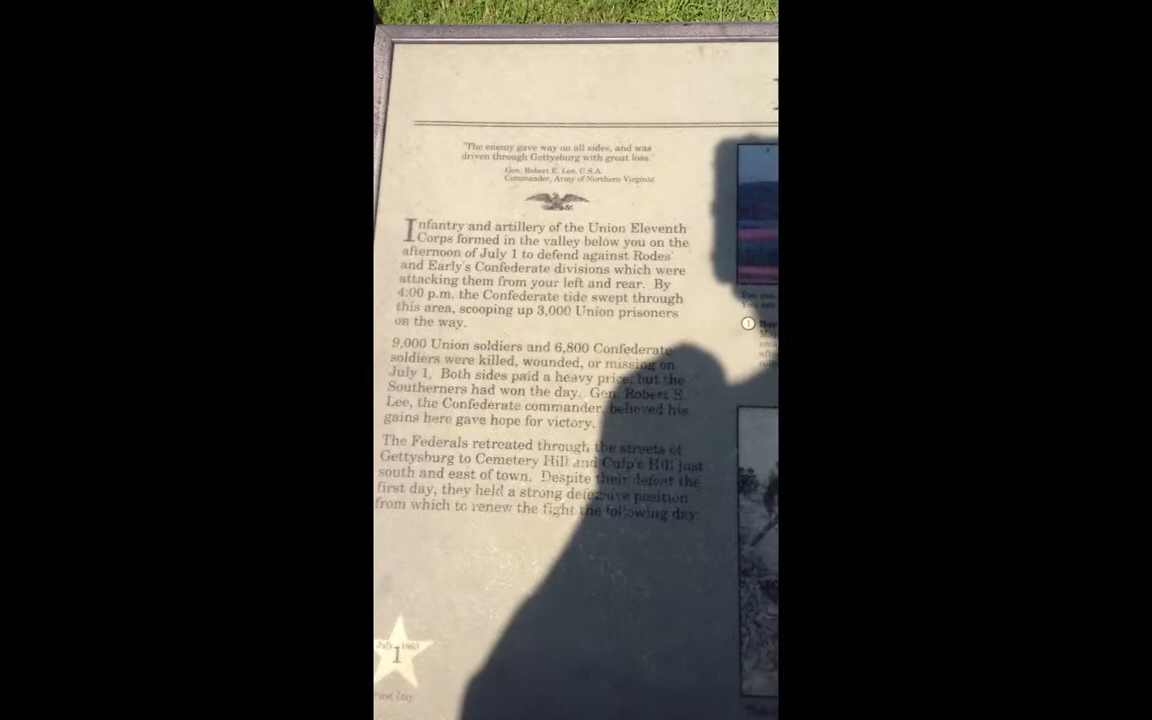 "The enemy gave way on all sides, and was
driven through Gettysburg with great loss."
Gen. Robert E. Lee, C.S.A.
Commander, Army of Northern Virginia
Infantry and artillery of the Union Eleventh
Corps formed in the valley below you on the
afternoon of July 1 to defend against Rodes'
and Early's Confederate divisions which were
attacking them from your left and rear. By
4:00 p.m. the Confederate tide swept through
this area, scooping up 3,000 Union prisoners
on the way.
9,000 Union soldiers and 6,800 Confederate
soldiers were killed, wounded, or missing on
July 1. Both sides paid a heavy price, but the
Southerners had won the day. Gen. Robert E.
Lee, the Confederate commander, believed his
gains here gave hope for victory.
The Federals retreated through the streets of
Gettysburg to Cemetery Hill and Culp's Hill just
south and east of town. Despite their defeat the
first day, they held a strong defensive position
from which to renew the fight the following day.
July 1863
1
First Day
1
You are